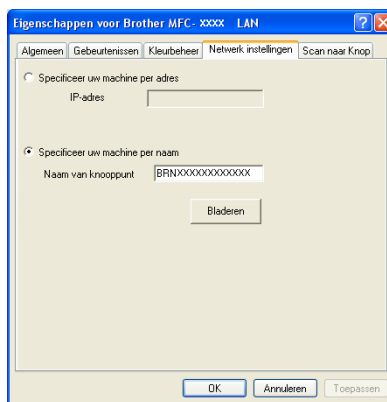 Eigenschappen voor Brother MFC- XXXX LAN
Algemeen Gebeurtenissen Kleurbeheer Netwerk instellingen Scan naar Knop
Specificeer uw machine per adres
IP-adres
Specificeer uw machine per naam
Naam van knooppunt BRNXXXXXXXXXXXX
Bladeren
OK Annuleren Toepassen